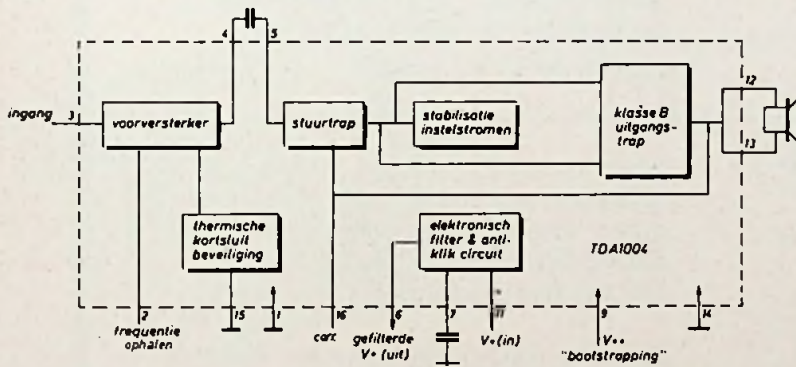 4
5
12
ingang
3
voorversterker
stuurtrap
stabilisatie
instelstromen
klasse B
uitgangs-
trap
13
thermische
kortsluit
beveiliging
elektronisch
filter & anti-
klik circuit
TDA1004
2
15
1
16
6
7
11
9
14
frequentie
ophalen
gefilterde
V+ (uit)
V+(in)
V++
"bootstrapping"